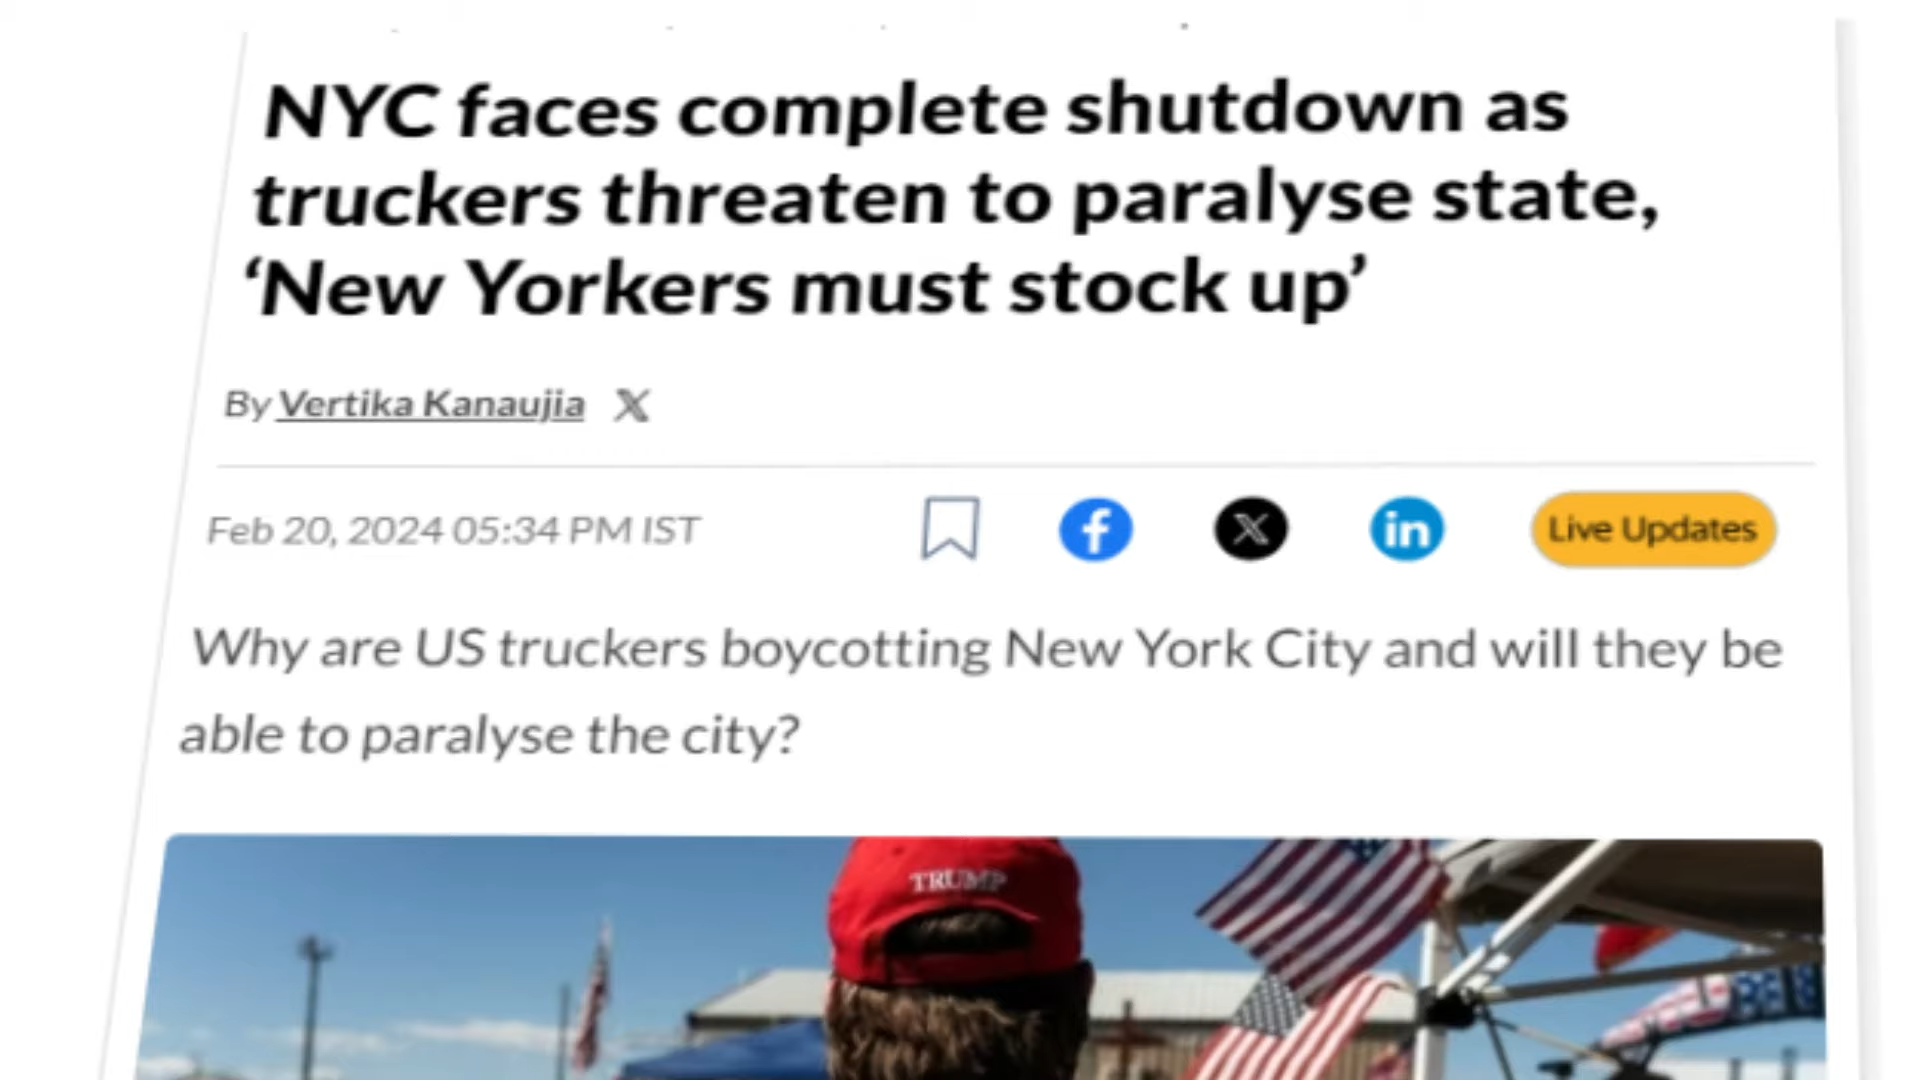 NYC faces complete shutdown as
truckers threaten to paralyse state,
‘New Yorkers must stock up’
By Vertika Kanaujia X
Feb 20, 2024 05:34 PM IST
f X in Live Updates
Why are US truckers boycotting New York City and will they be
able to paralyse the city?
TRUMP